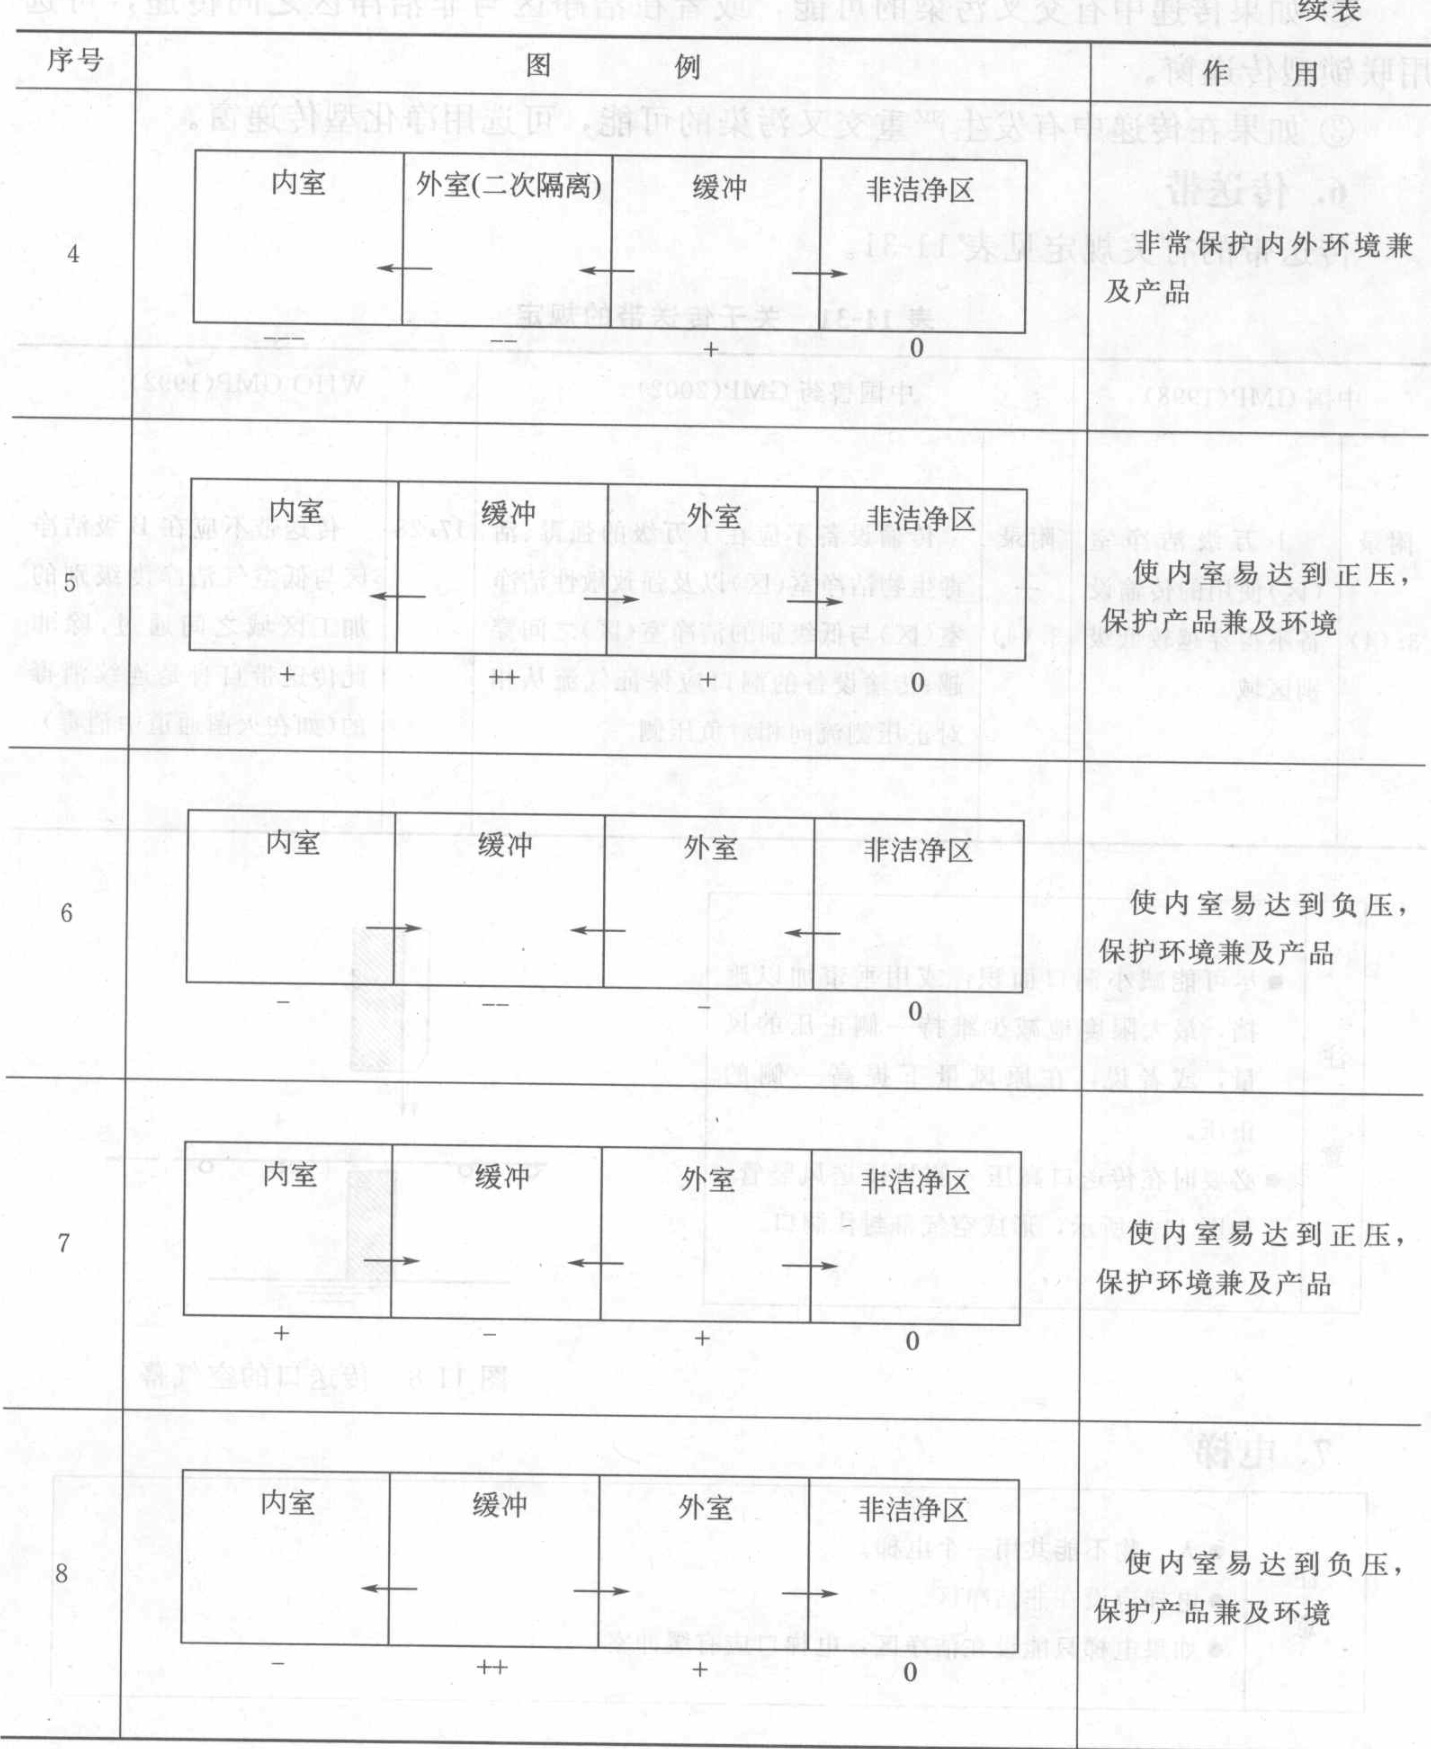 续表
序号 图 例 作 用
内室 外室(二次隔离) 缓冲 非洁净区
4
非常保护内外环境兼
及产品
--- -- + 0
内室 缓冲 外室 非洁净区
5
使内室易达到正压，
保护产品兼及环境
+ ++ + 0
内室 缓冲 外室 非洁净区
6
使内室易达到负压，
保护环境兼及产品
- -- - 0
内室 缓冲 外室 非洁净区
7
使内室易达到正压，
保护环境兼及产品
+ - + 0
内室 缓冲 外室 非洁净区
8
使内室易达到负压，
保护产品兼及环境
- ++ + 0